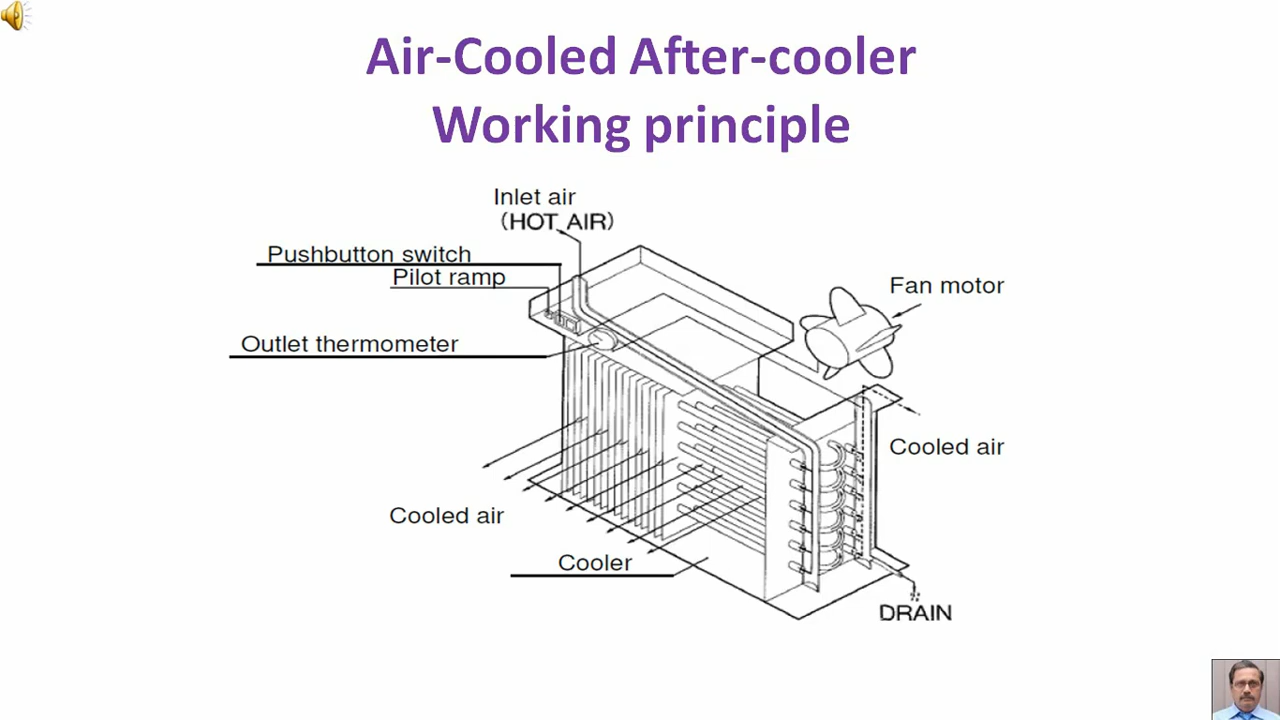 Air-Cooled After-cooler
Working principle
Inlet air
(HOT AIR)
Pushbutton switch
Pilot ramp
Outlet thermometer
Fan motor
Cooled air
Cooled air
Cooler
DRAIN